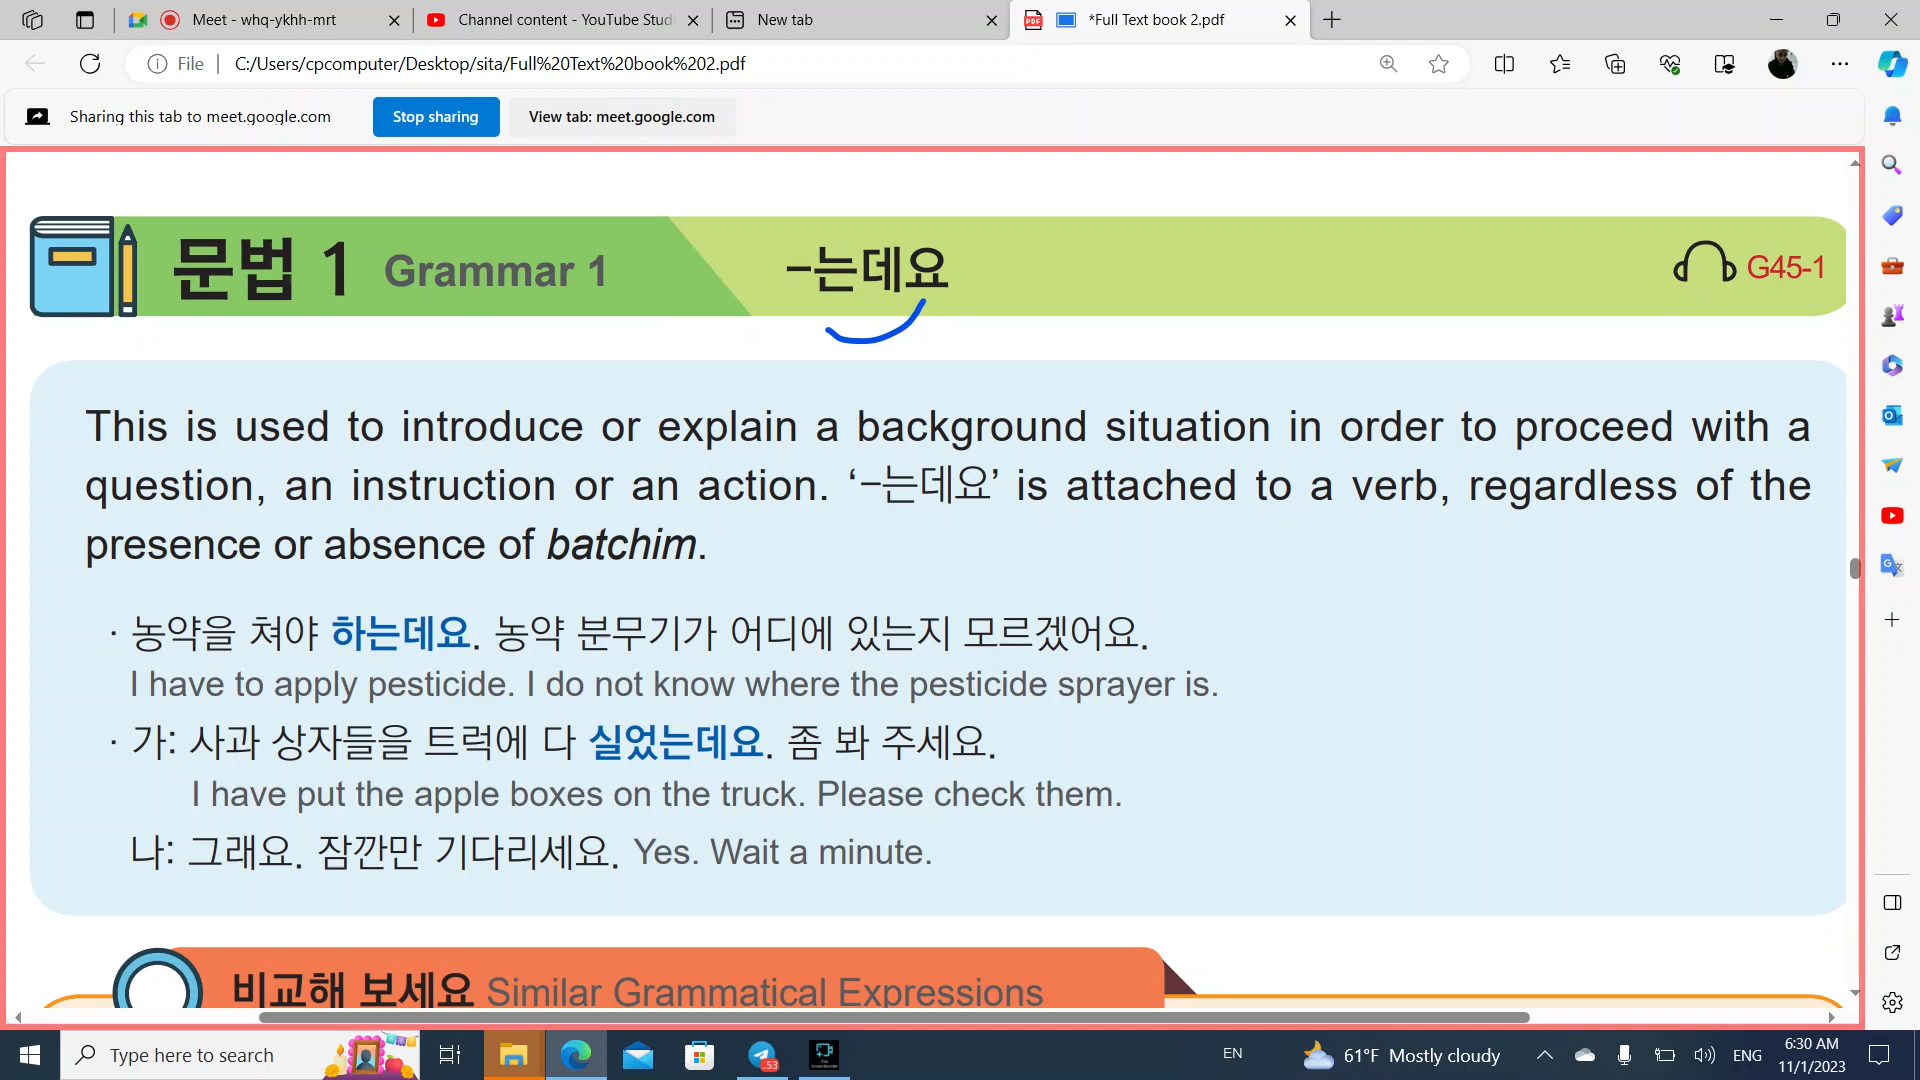 Meet - whq-ykhh-mrt
Channel content - YouTube Stud
New tab
*Full Text book 2.pdf
File
C:/Users/cpcomputer/Desktop/sita/Full%20Text%20book%202.pdf
Sharing this tab to meet.google.com
Stop sharing
View tab: meet.google.com
문법 1 Grammar 1
-는데요
G45-1
This is used to introduce or explain a background situation in order to proceed with a
question, an instruction or an action. ‘-는데요’ is attached to a verb, regardless of the
presence or absence of batchim.
· 농약을 쳐야 하는데요. 농약 분무기가 어디에 있는지 모르겠어요.
I have to apply pesticide. I do not know where the pesticide sprayer is.
· 가: 사과 상자들을 트럭에 다 실었는데요. 좀 봐 주세요.
I have put the apple boxes on the truck. Please check them.
나: 그래요. 잠깐만 기다리세요. Yes. Wait a minute.
비교해 보세요 Similar Grammatical Expressions
Type here to search
.53
EN
61°F Mostly cloudy
ENG
6:30 AM
11/1/2023